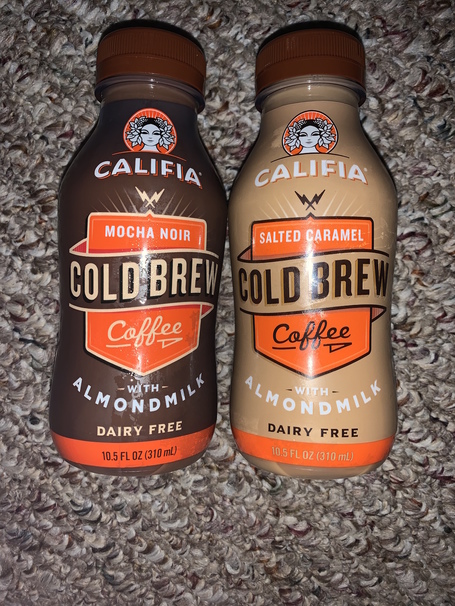 CALIFIA
MOCHA NOIR
COLD BREW
Coffee
WITH
ALMONDMILK
DAIRY FREE
10.5 FL OZ (310 mL)
CALIFIA
SALTED CARAMEL
COLD BREW
Coffee
WITH
ALMONDMILK
DAIRY FREE
10.5 FL OZ (310 mL)